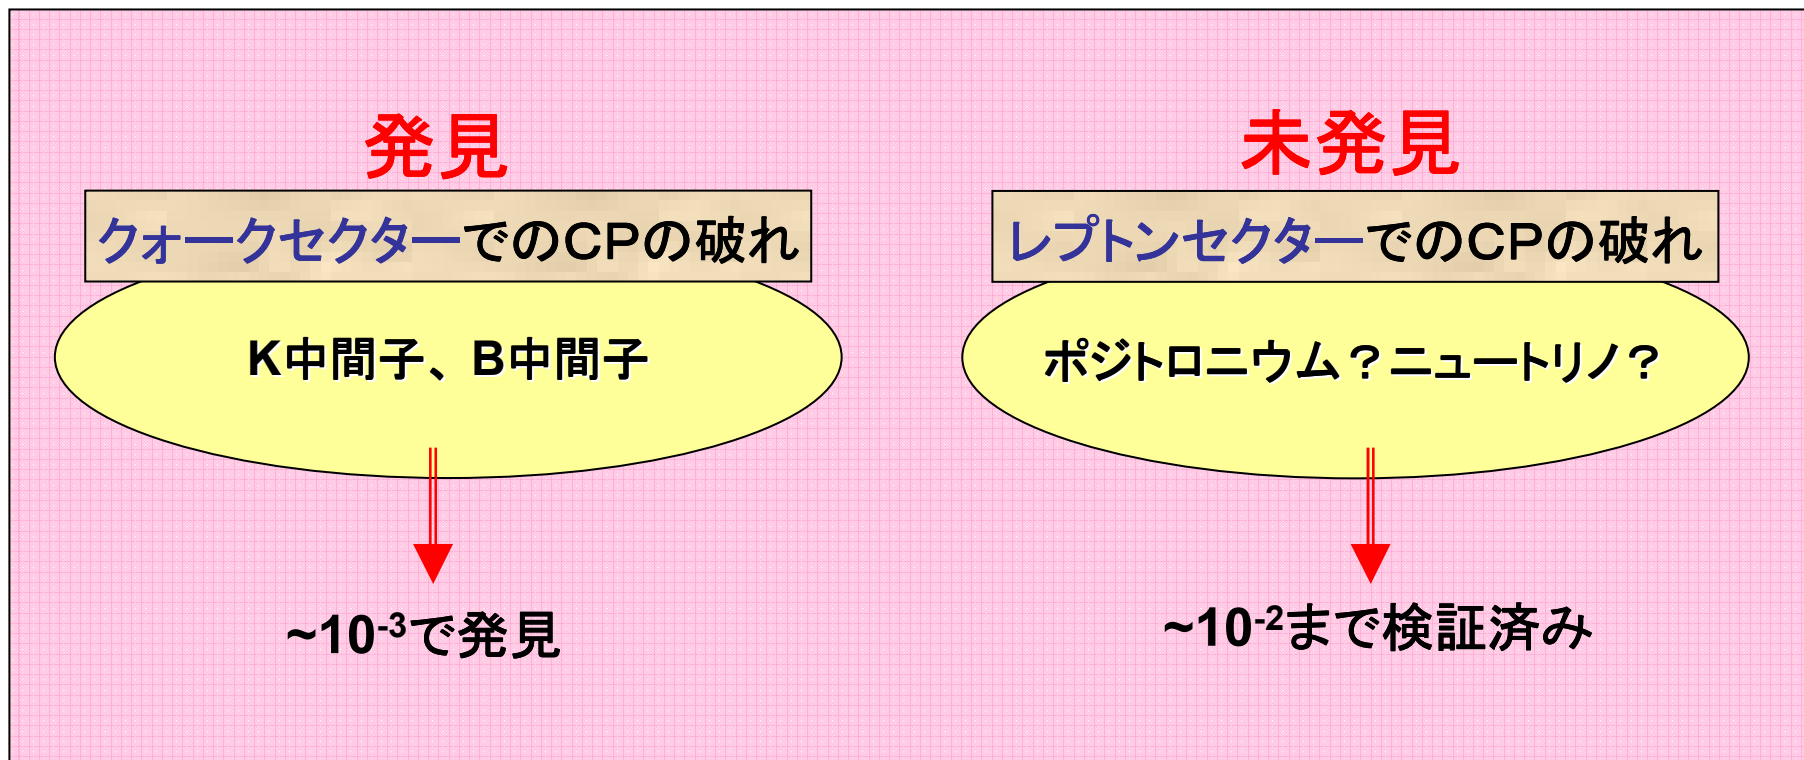 発見
クォークセクターでのCPの破れ
K中間子、B中間子
~10⁻³で発見
未発見
レプトンセクターでのCPの破れ
ポジトロニウム？ニュートリノ？
~10⁻²まで検証済み